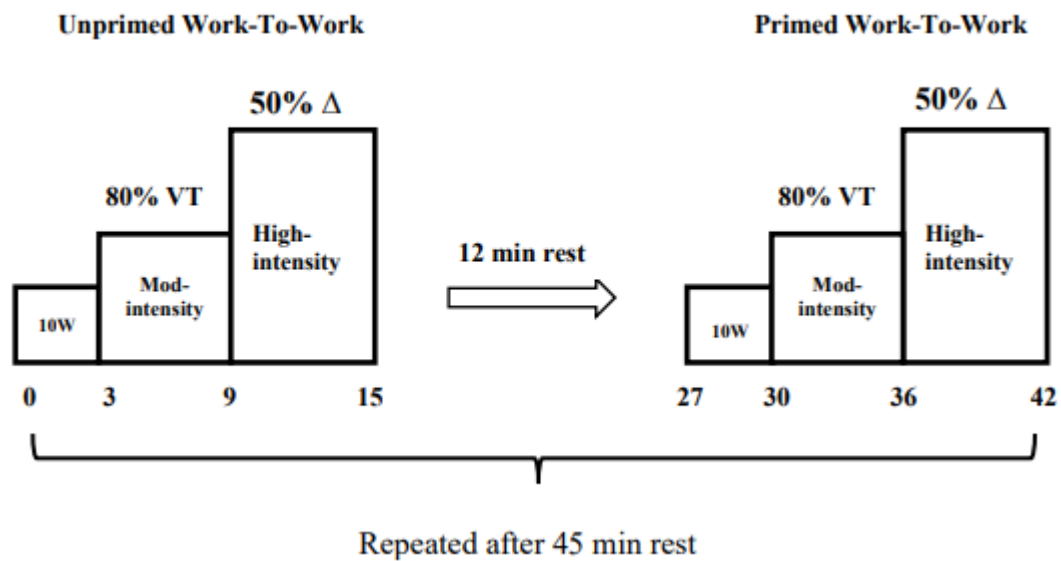 Unprimed Work-To-Work
Primed Work-To-Work
50% Δ
50% Δ
80% VT
80% VT
High-
intensity
High-
intensity
12 min rest
Mod-
intensity
Mod-
intensity
10W
10W
0 3 9 15
27 30 36 42
Repeated after 45 min rest